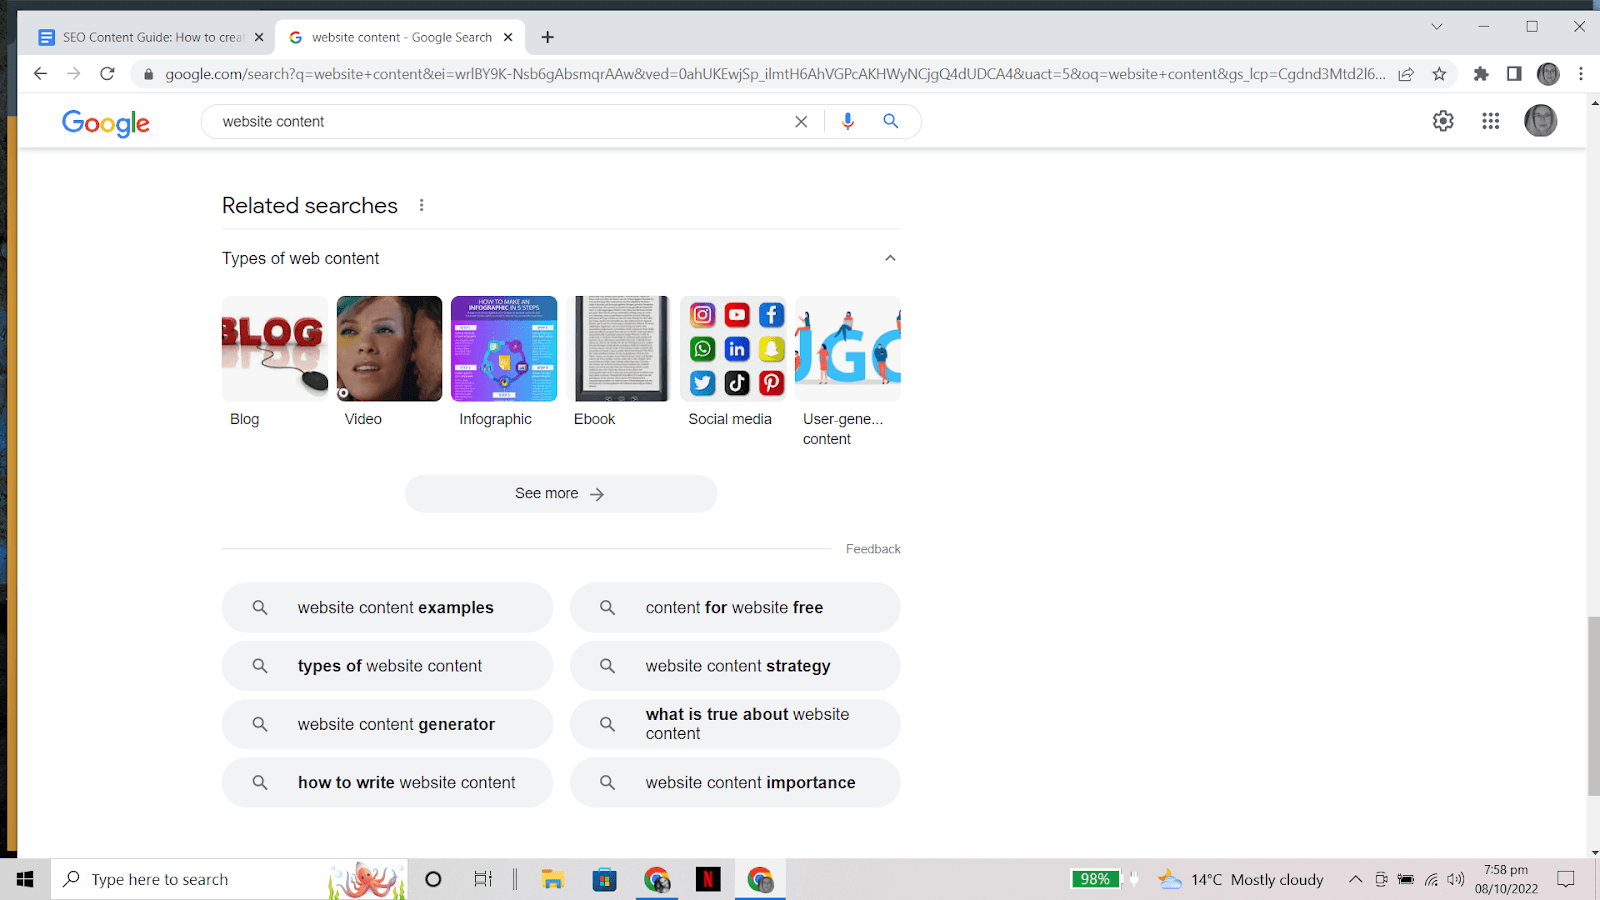 SEO Content Guide: How to creat
website content - Google Search
google.com/search?q=website+content&ei=wrlBY9K-Nsb6gAbsmqrAAw&ved=0ahUKEwjSp_ilmtH6AhVGPcAKHWyNCjgQ4dUDCA4&uact=5&oq=website+content&gs_lcp=Cgdnd3Mtd2l6...
Google
website content
Related searches
Types of web content
BLOG
HOW TO MAKE AN
INFOGRAPHIC IN 5 STEPS
UGC
Blog
Video
Infographic
Ebook
Social media
User-gene...
content
See more
Feedback
website content examples
content for website free
types of website content
website content strategy
website content generator
what is true about website
content
how to write website content
website content importance
Type here to search
N
98%
14°C Mostly cloudy
7:58 pm
08/10/2022